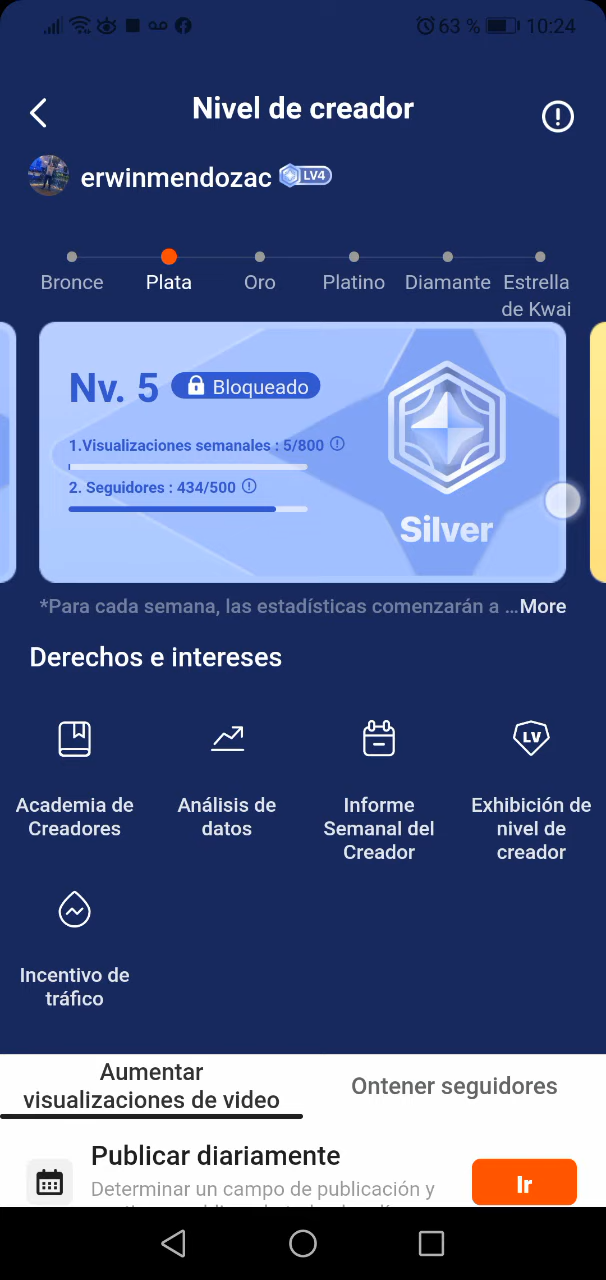 63 % 10:24
Nivel de creador
erwinmendozac LV4
Bronce Plata Oro Platino Diamante Estrella
de Kwai
Nv. 5 Bloqueado
1.Visualizaciones semanales : 5/800
2. Seguidores : 434/500
Silver
*Para cada semana, las estadísticas comenzarán a ...More
Derechos e intereses
LV
Academia de
Creadores
Análisis de
datos
Informe
Semanal del
Creador
Exhibición de
nivel de
creador
Incentivo de
tráfico
Aumentar
visualizaciones de video
Ontener seguidores
Publicar diariamente
Determinar un campo de publicación y
Ir